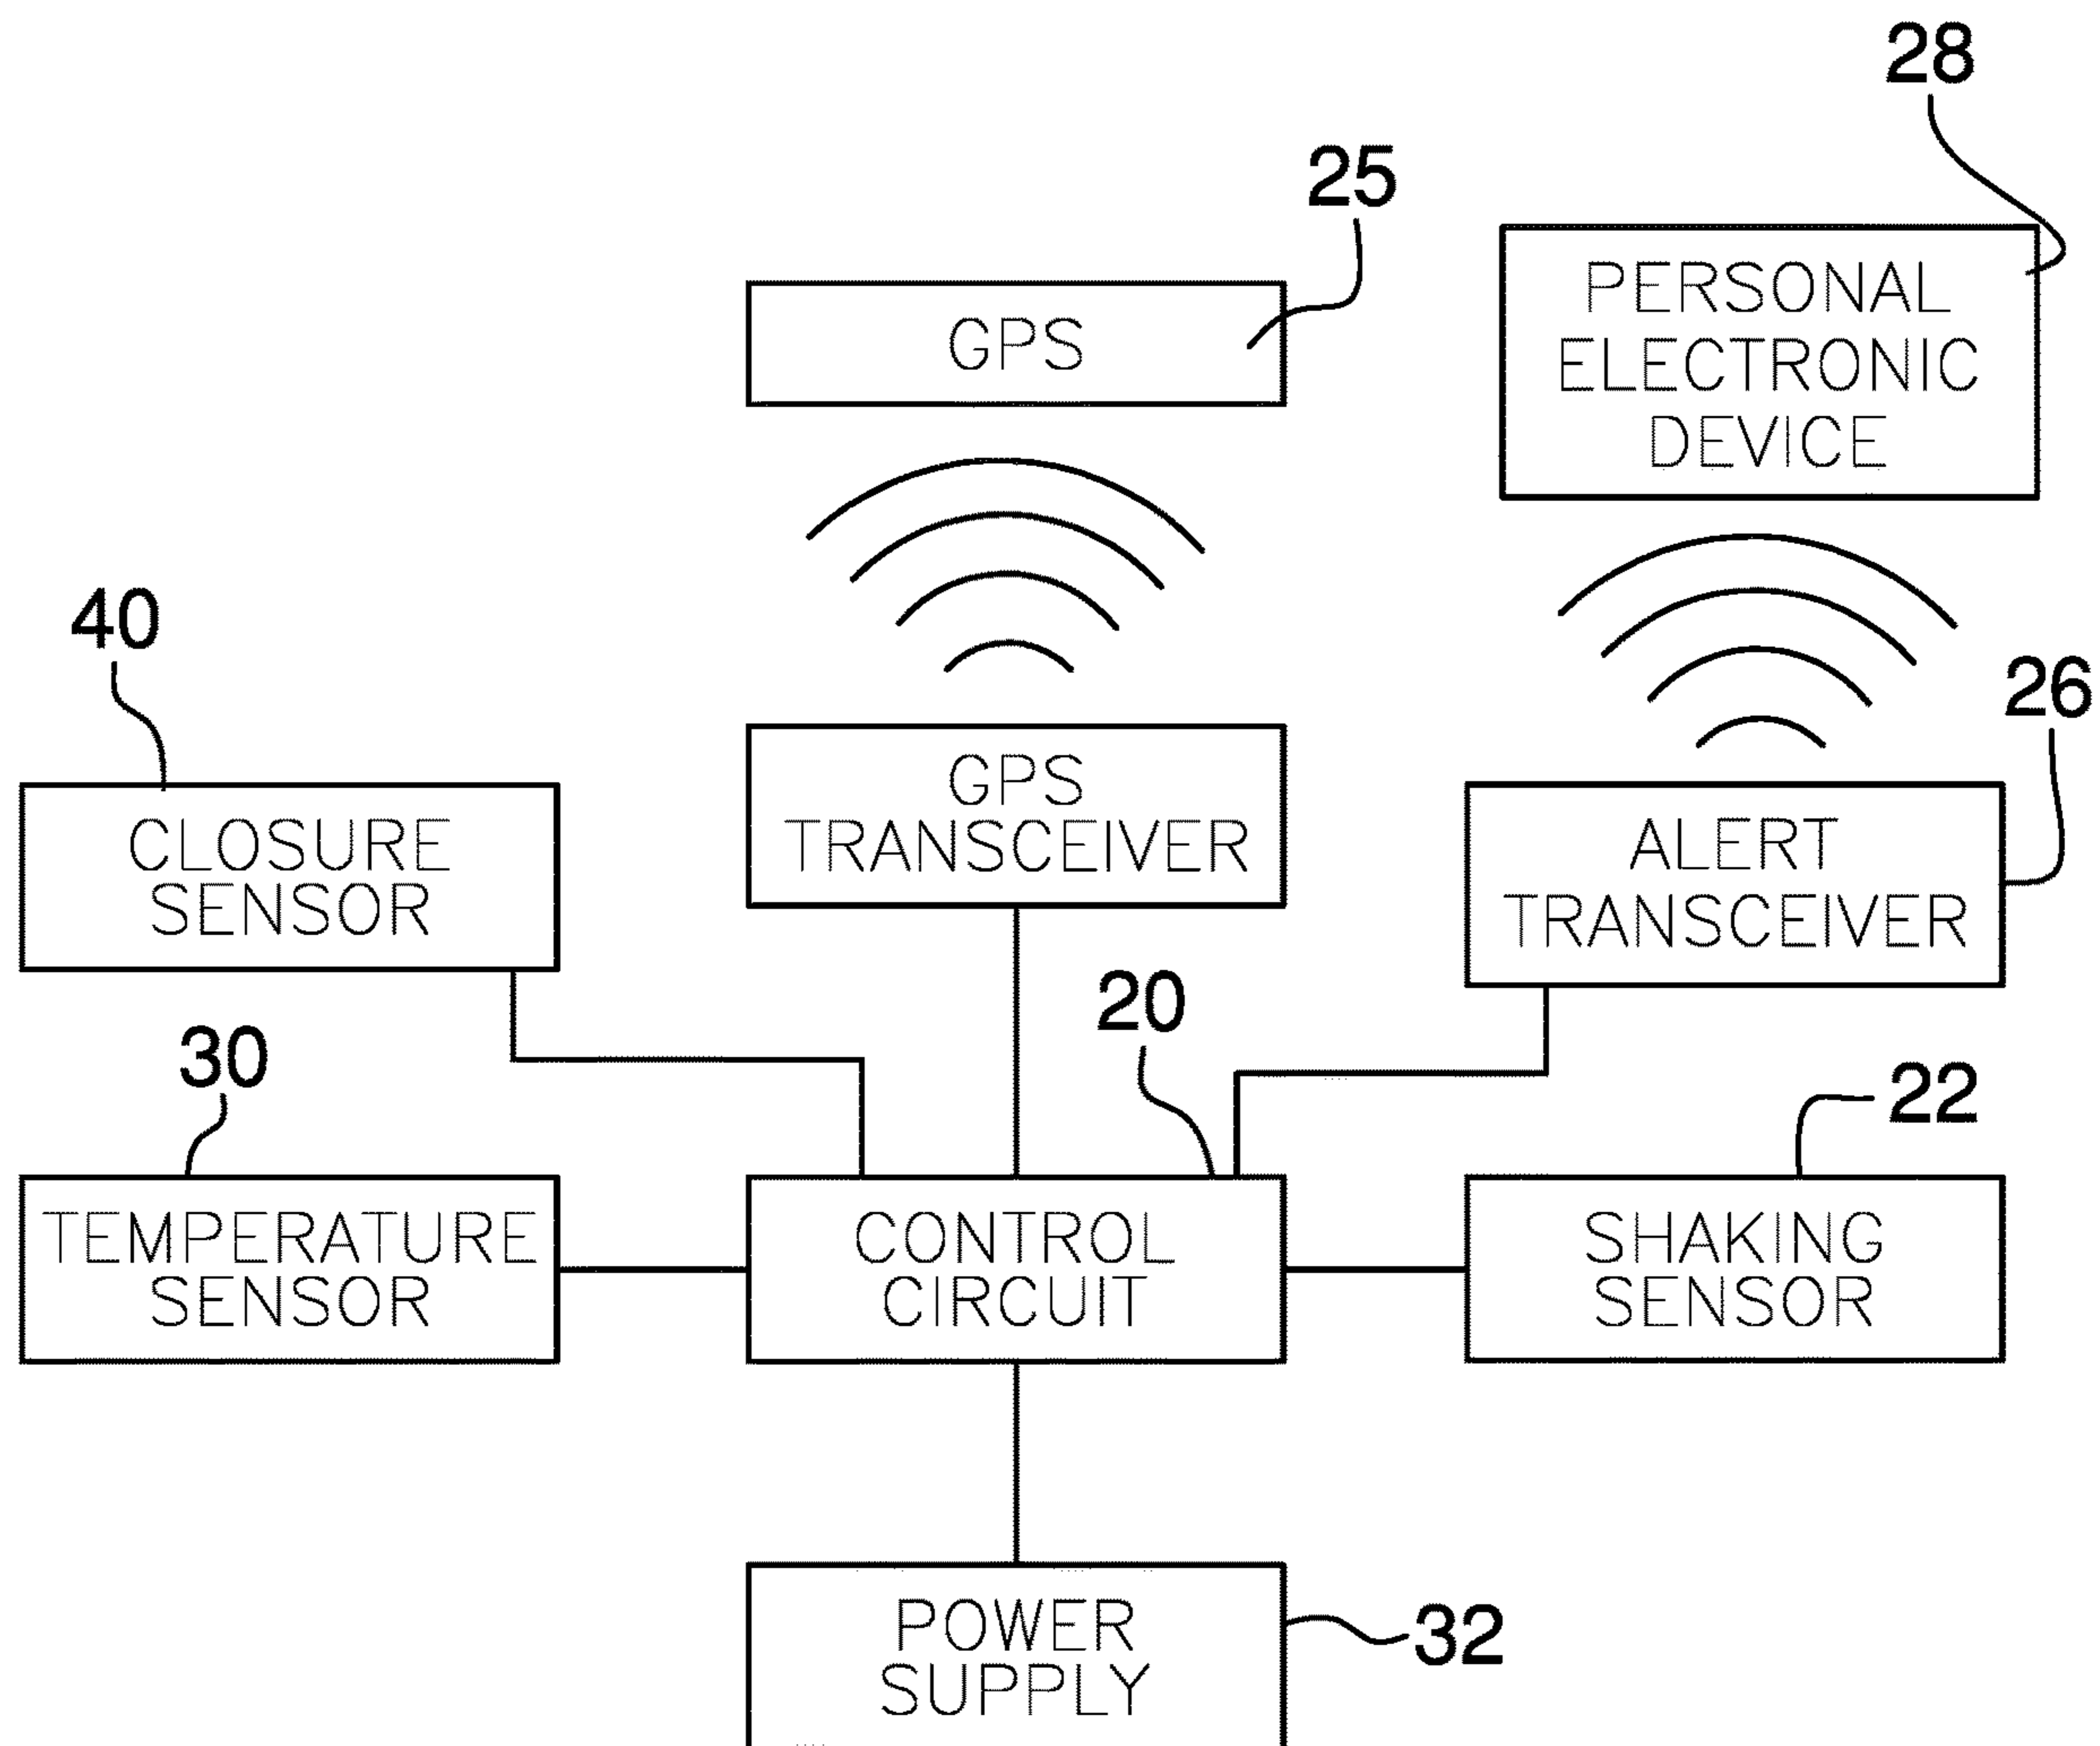 28
25
PERSONAL
ELECTRONIC
DEVICE
GPS
40
26
GPS
TRANSCEIVER
CLOSURE
SENSOR
ALERT
TRANSCEIVER
20
30
22
TEMPERATURE
SENSOR
CONTROL
CIRCUIT
SHAKING
SENSOR
POWER
SUPPLY
32